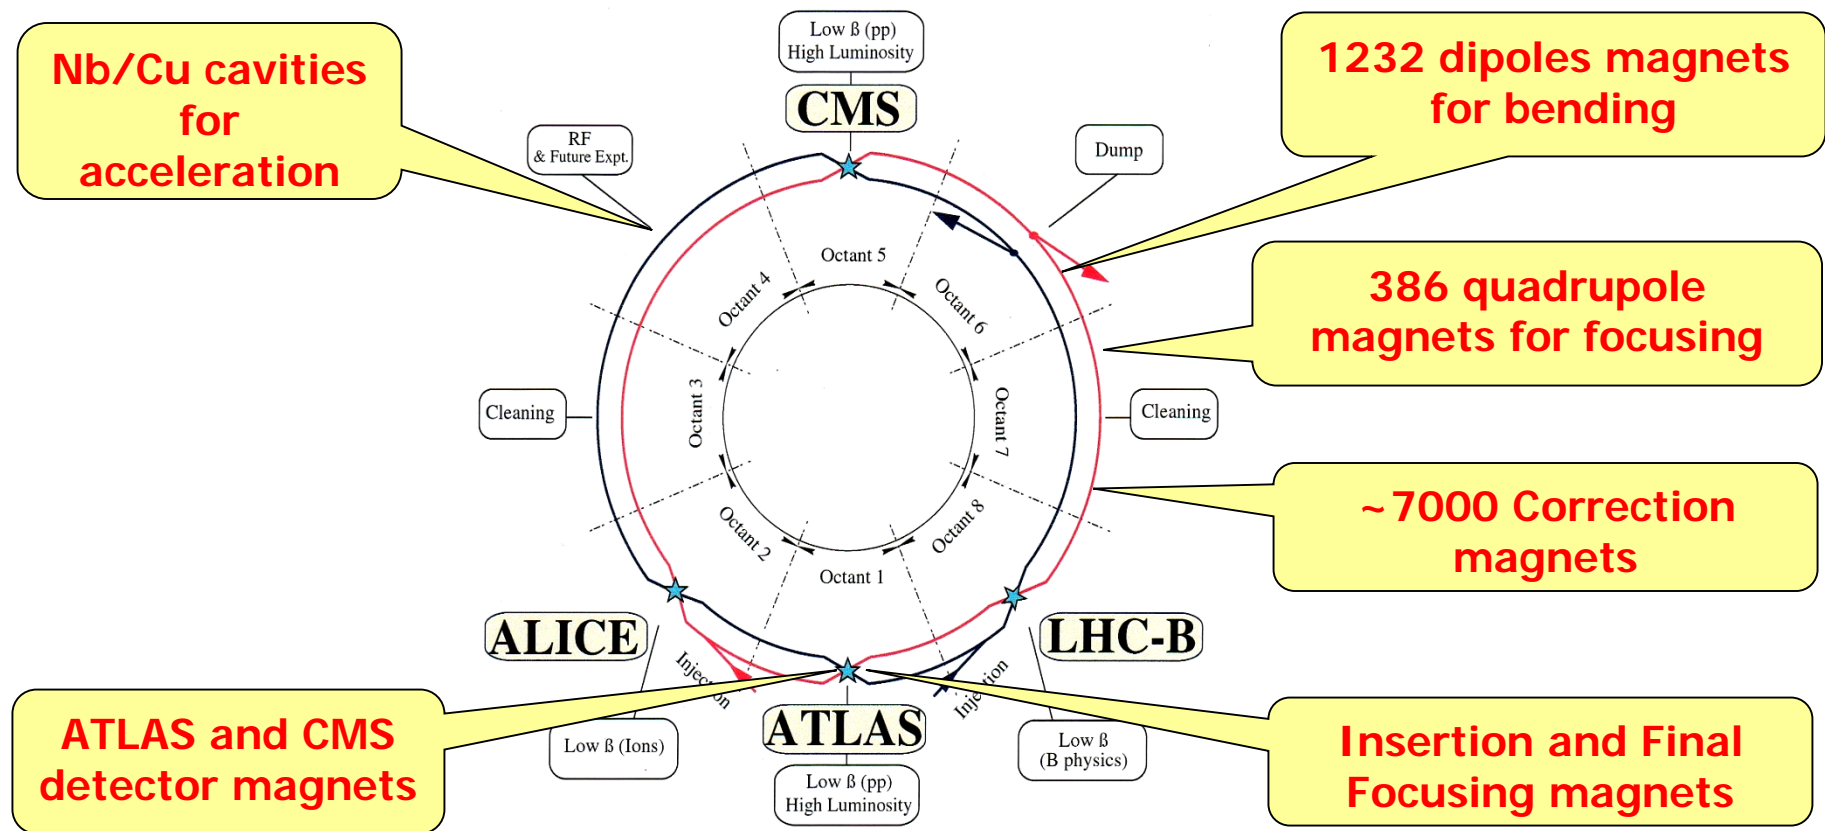 Low ß (pp)
High Luminosity
CMS
Nb/Cu cavities
for
acceleration
1232 dipoles magnets
for bending
RF
& Future Expt.
Dump
Octant 5
Octant 4
Octant 6
386 quadrupole
magnets for focusing
Cleaning
Octant 3
Octant 7
Cleaning
~7000 Correction
magnets
Octant 2
Octant 8
Octant 1
ALICE
LHC-B
Injection
Injection
ATLAS and CMS
detector magnets
Low ß (Ions)
ATLAS
Low ß (pp)
High Luminosity
Low ß
(B physics)
Insertion and Final
Focusing magnets